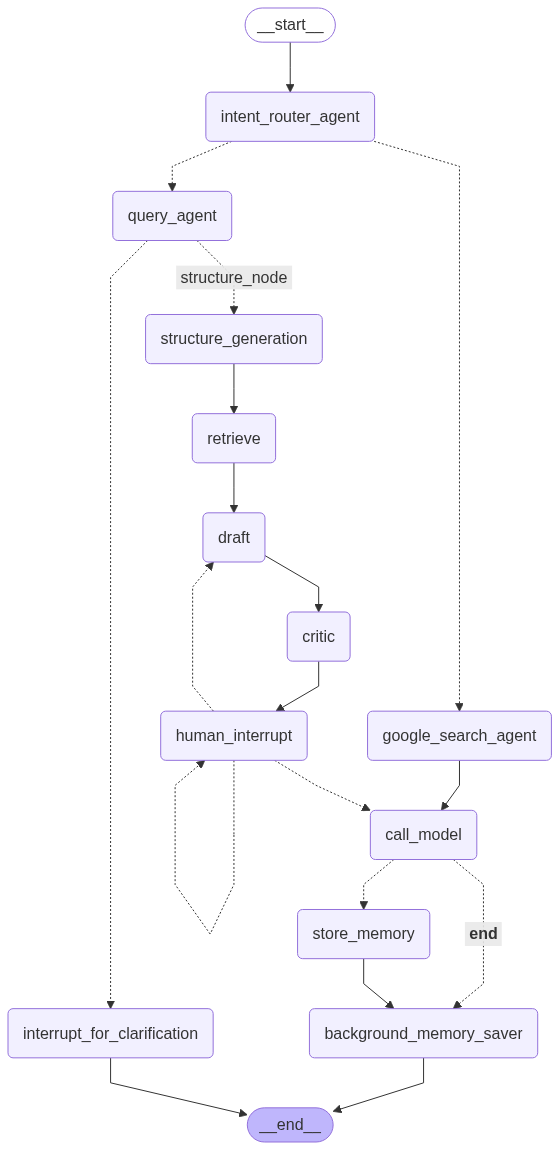 __start__
intent_router_agent
query_agent
structure_node
structure_generation
retrieve
draft
critic
human_interrupt
google_search_agent
call_model
store_memory
end
interrupt_for_clarification
background_memory_saver
__end__